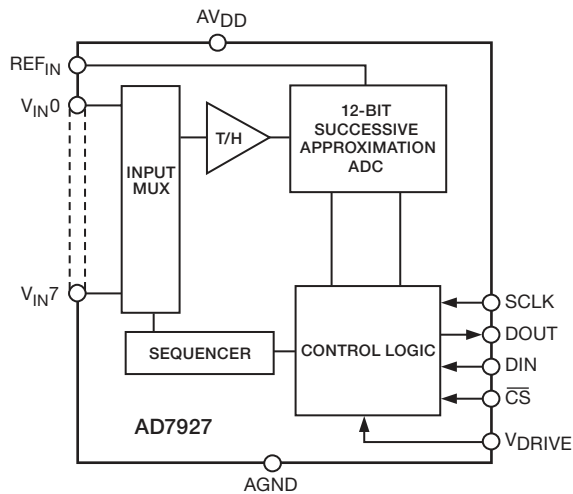 AVDD
REFIN
VIN0
12-BIT
SUCCESSIVE
APPROXIMATION
ADC
T/H
INPUT
MUX
VIN7
SCLK
DOUT
SEQUENCER
CONTROL LOGIC
DIN
C̅S̅
AD7927
VDRIVE
AGND